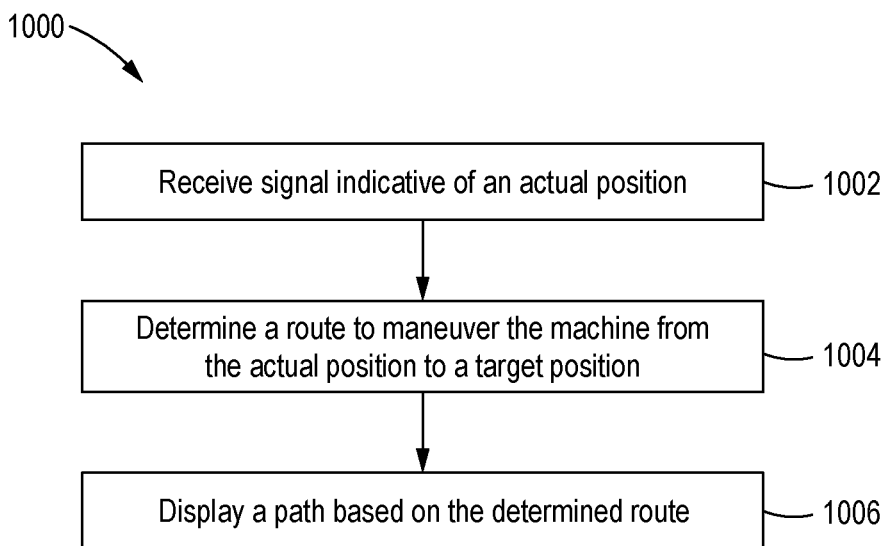 1000
Receive signal indicative of an actual position
1002
Determine a route to maneuver the machine from
the actual position to a target position
1004
Display a path based on the determined route
1006